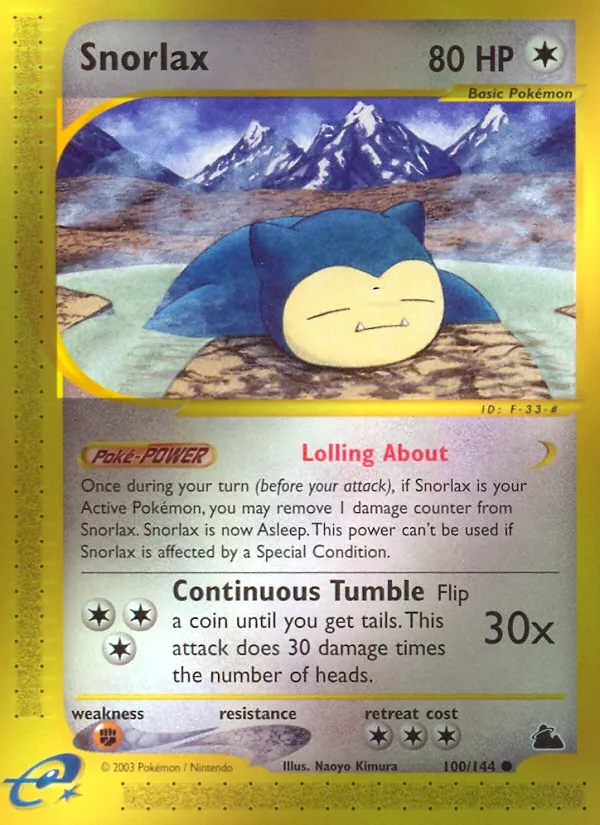 Snorlax 80 HP
Basic Pokémon
ID: F-33-#
Poké-POWER Lolling About
Once during your turn (before your attack), if Snorlax is your
Active Pokémon, you may remove 1 damage counter from
Snorlax. Snorlax is now Asleep. This power can't be used if
Snorlax is affected by a Special Condition.
Continuous Tumble Flip
a coin until you get tails. This
attack does 30 damage times
the number of heads.
30x
weakness resistance retreat cost
© 2003 Pokémon / Nintendo Illus. Naoyo Kimura 100/144
e